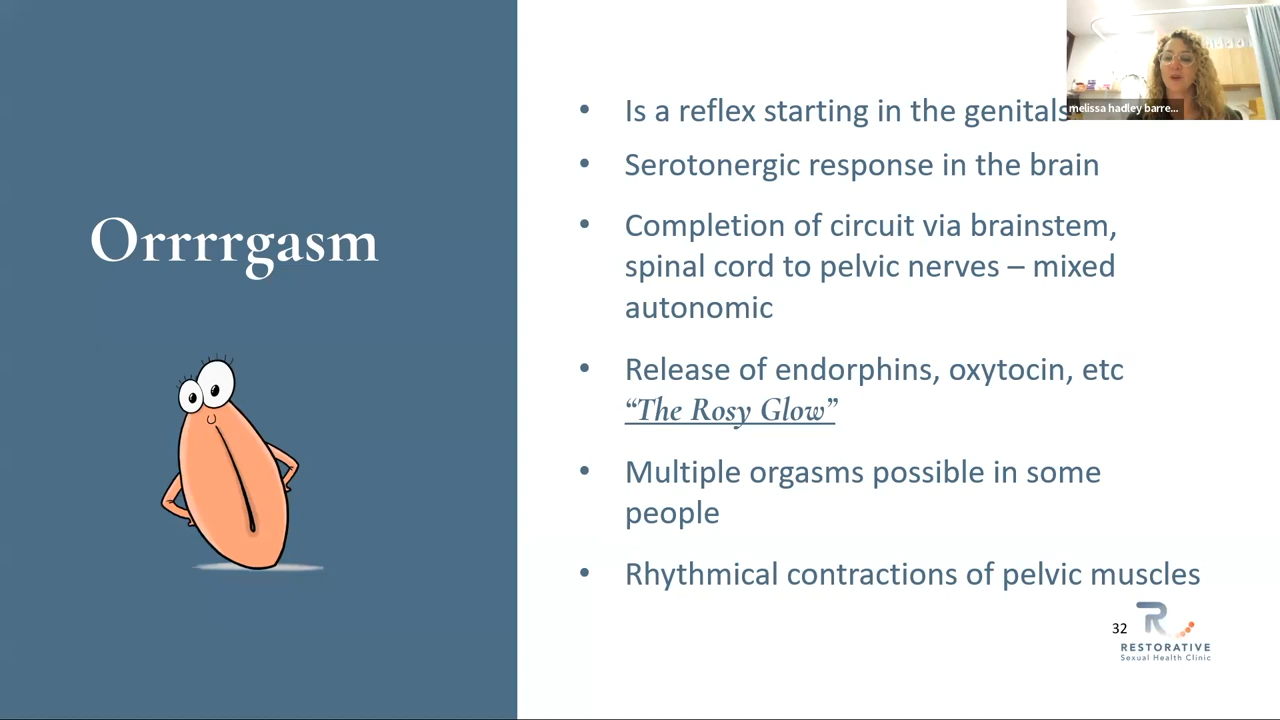 Orrrrgasm
• Is a reflex starting in the genitals
melissa hadley barre...
• Serotonergic response in the brain
• Completion of circuit via brainstem,
spinal cord to pelvic nerves – mixed
autonomic
• Release of endorphins, oxytocin, etc
“The Rosy Glow”
• Multiple orgasms possible in some
people
• Rhythmical contractions of pelvic muscles
32
RESTORATIVE
Sexual Health Clinic